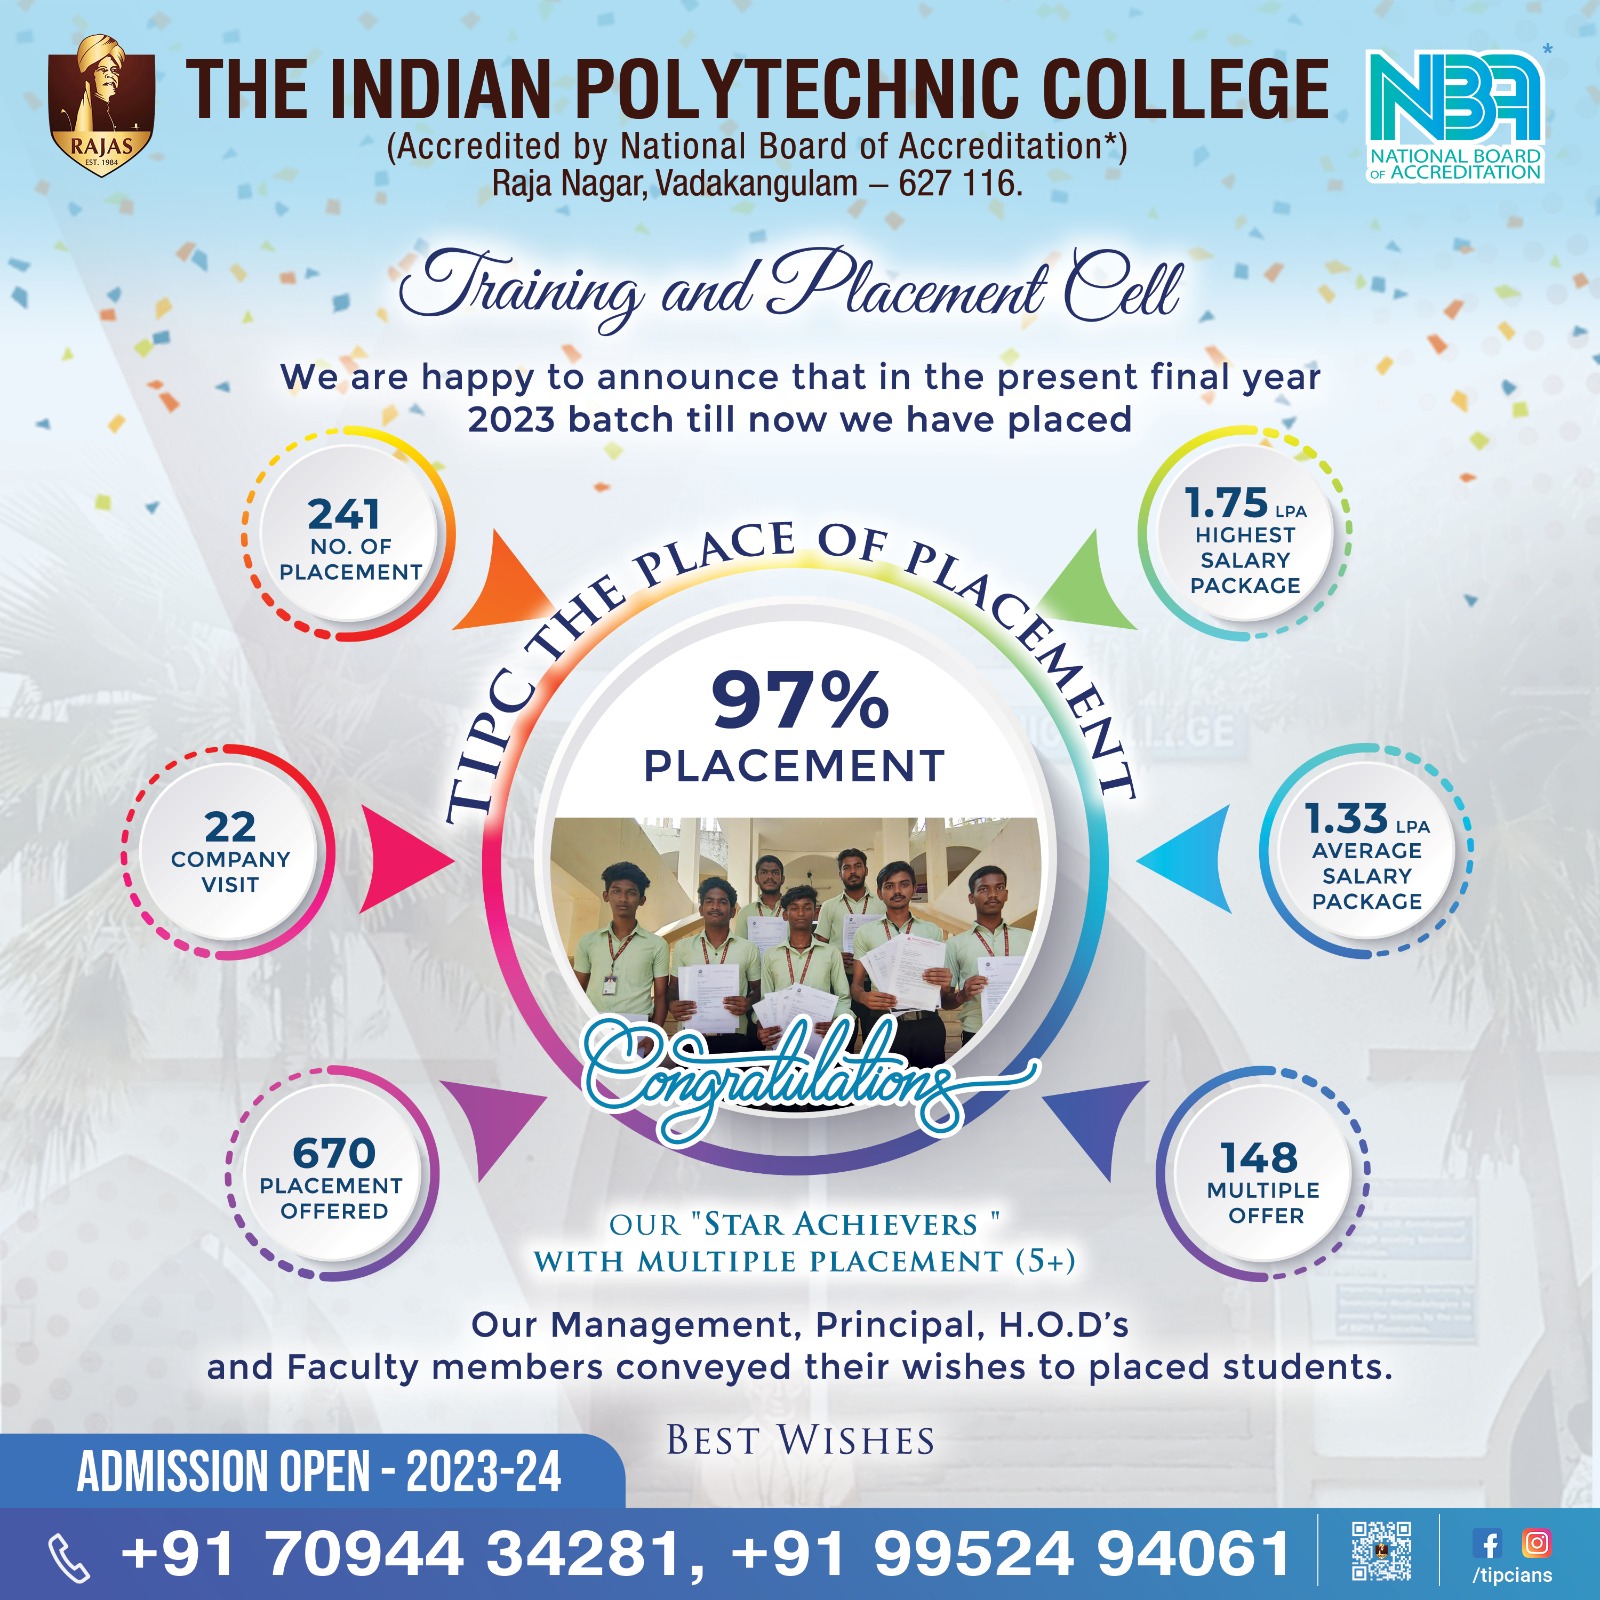 RAJAS
EST. 1984
THE INDIAN POLYTECHNIC COLLEGE
(Accredited by National Board of Accreditation*)
Raja Nagar, Vadakangulam – 627 116.
NBA*
NATIONAL BOARD
OF ACCREDITATION
Training and Placement Cell
We are happy to announce that in the present final year
2023 batch till now we have placed
241
NO. OF
PLACEMENT
1.75 LPA
HIGHEST
SALARY
PACKAGE
TIPC THE PLACE OF PLACEMENT
97%
PLACEMENT
22
COMPANY
VISIT
1.33 LPA
AVERAGE
SALARY
PACKAGE
Congratulations
670
PLACEMENT
OFFERED
148
MULTIPLE
OFFER
OUR "STAR ACHIEVERS "
WITH MULTIPLE PLACEMENT (5+)
Our Management, Principal, H.O.D's
and Faculty members conveyed their wishes to placed students.
BEST WISHES
ADMISSION OPEN - 2023-24
+91 70944 34281, +91 99524 94061
/tipcians